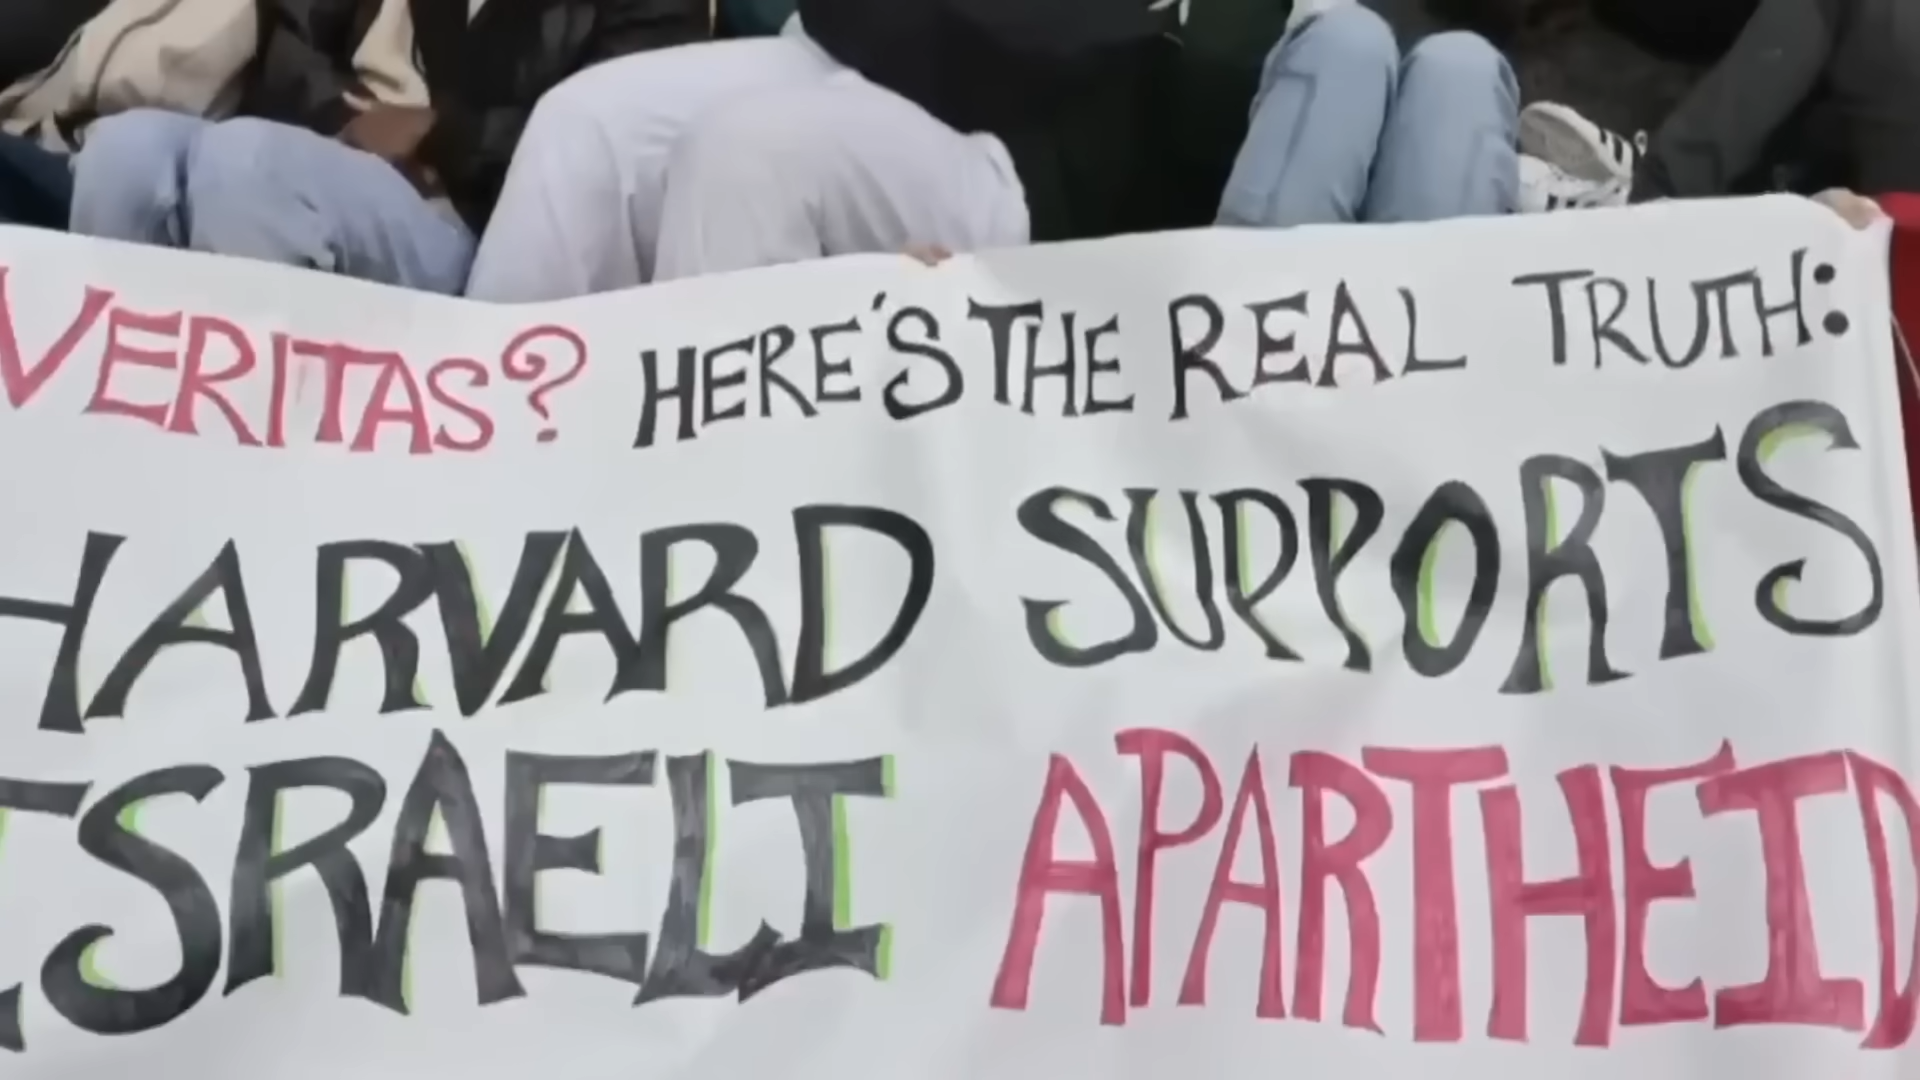 VERITAS? HERE'S THE REAL TRUTH:
HARVARD SUPPORTS
ISRAELI APARTHEID